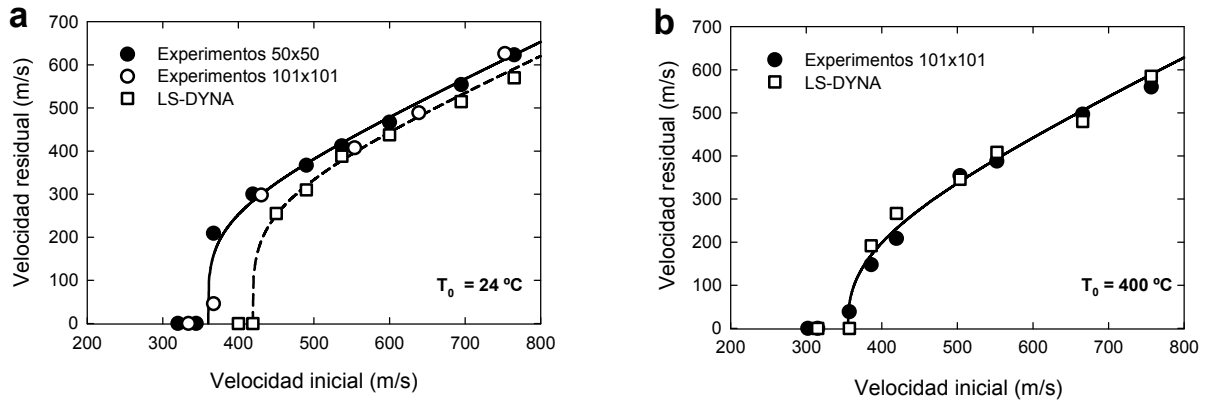 a
700
600
500
400
300
200
100
0
Velocidad residual (m/s)
Experimentos 50x50
Experimentos 101x101
LS-DYNA
T0 = 24 ºC
200 300 400 500 600 700 800
Velocidad inicial (m/s)
b
700
600
500
400
300
200
100
0
Velocidad residual (m/s)
Experimentos 101x101
LS-DYNA
T0 = 400 ºC
200 300 400 500 600 700 800
Velocidad inicial (m/s)